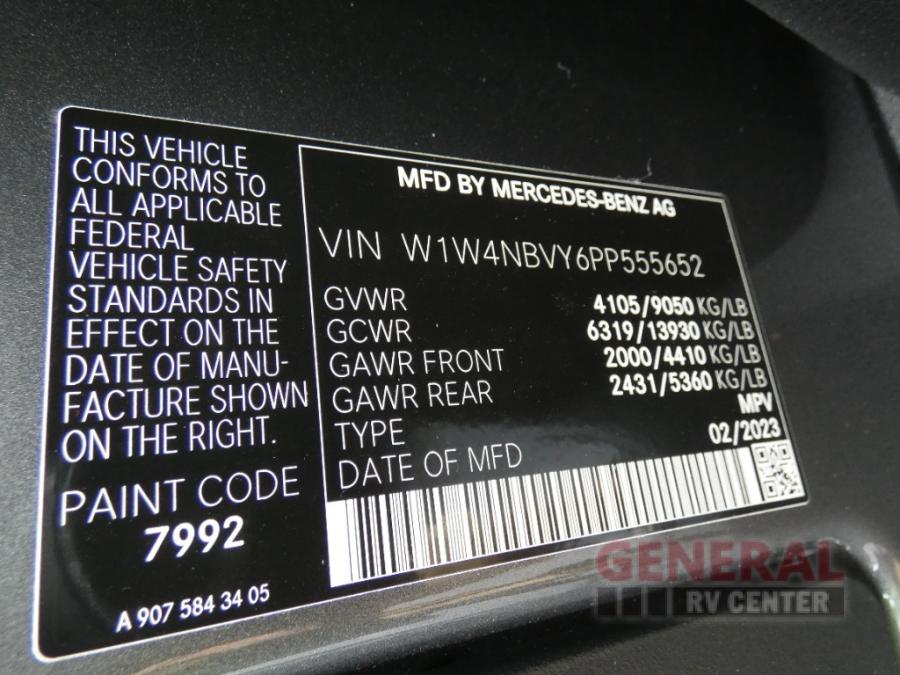 THIS VEHICLE
CONFORMS TO
ALL APPLICABLE
FEDERAL
VEHICLE SAFETY
STANDARDS IN
EFFECT ON THE
DATE OF MANU-
FACTURE SHOWN
ON THE RIGHT.
PAINT CODE
7992
A 907 584 34 05
MFD BY MERCEDES-BENZ AG
VIN W1W4NBVY6PP555652
GVWR 4105/9050 KG/LB
GCWR 6319/13930 KG/LB
GAWR FRONT 2000/4410 KG/LB
GAWR REAR 2431/5360 KG/LB
TYPE MPV
DATE OF MFD 02/2023
GENERAL
RV CENTER